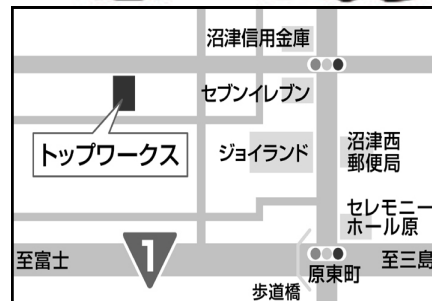 沼津信用金庫
セブンイレブン
トップワークス
ジョイランド
沼津西
郵便局
セレモニー
ホール原
至富士
1
原東町
至三島
歩道橋